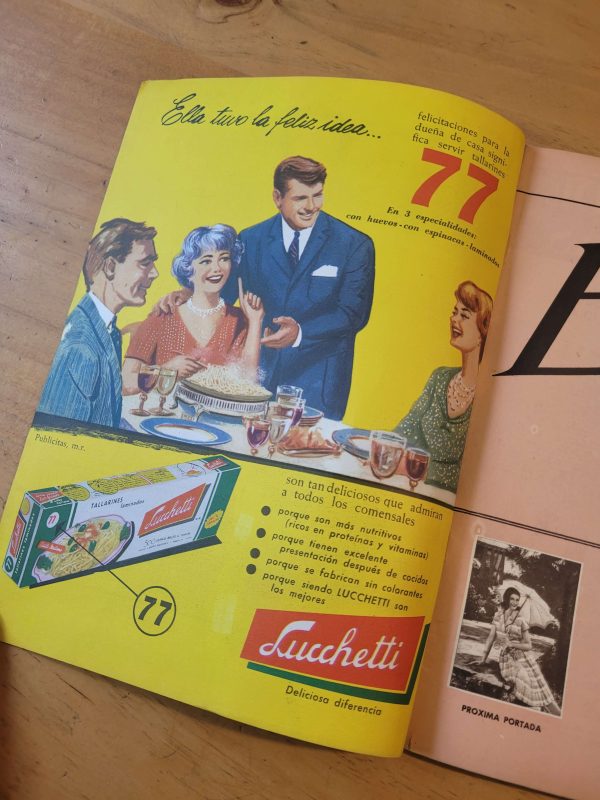 Ella tuvo la feliz idea...
felicitaciones para la
dueña de casa signi-
fica servir tallarines
77
En 3 especialidades:
con huevos-con espinacas-laminados
Publicitas, m.r.
TALLARINES
laminados
Lucchetti
77
son tan deliciosos que admiran
a todos los comensales
porque son más nutritivos
(ricos en proteínas y vitaminas)
porque tienen excelente
presentación después de cocidos
porque se fabrican sin colorantes
porque siendo LUCCHETTI son
los mejores
Lucchetti
Deliciosa diferencia
PROXIMA PORTADA